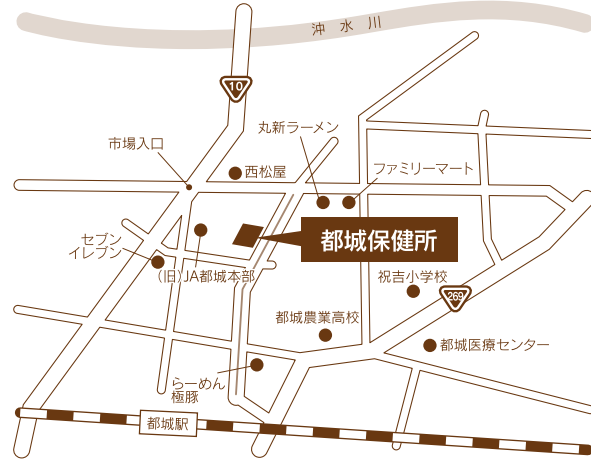 沖水川
10
丸新ラーメン
市場入口
西松屋
ファミリーマート
都城保健所
セブン
イレブン
(旧)JA都城本部
祝吉小学校
269
都城農業高校
都城医療センター
らーめん
極豚
都城駅